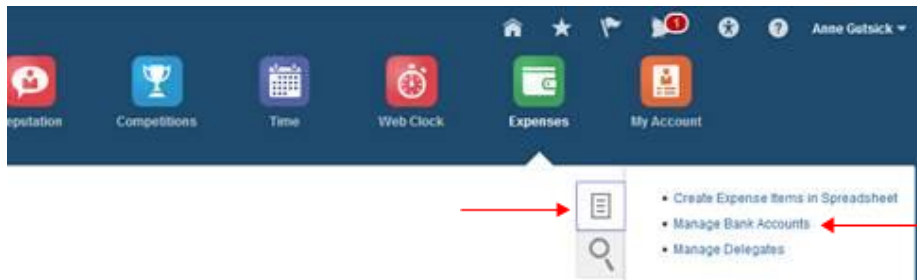 1
Anne Gutsick
eputation Competitions Time Web Clock Expenses My Account
• Create Expense Items in Spreadsheet
• Manage Bank Accounts
• Manage Delegates